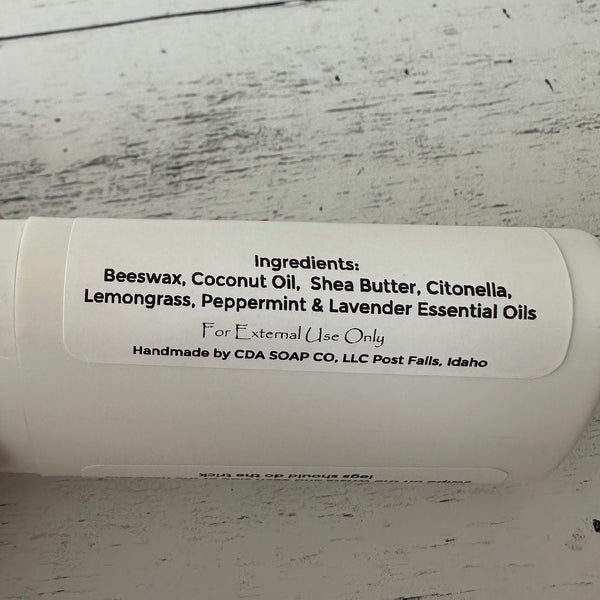 Ingredients:
Beeswax, Coconut Oil, Shea Butter, Citonella,
Lemongrass, Peppermint & Lavender Essential Oils
For External Use Only
Handmade by CDA SOAP CO, LLC Post Falls, Idaho
legs should do the trick